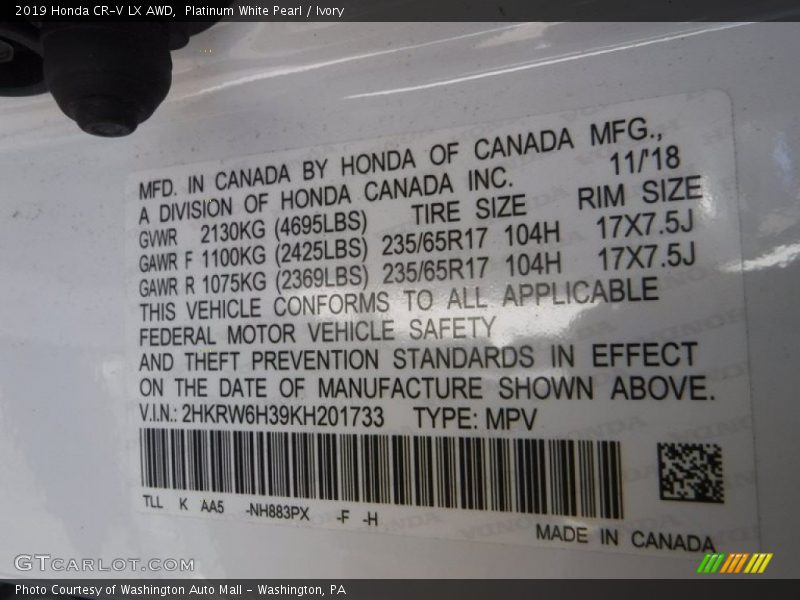 2019 Honda CR-V LX AWD,  Platinum White Pearl / Ivory
MFD. IN CANADA BY HONDA OF CANADA MFG.,
A DIVISION OF HONDA CANADA INC. 11/'18
GVWR 2130KG (4695LBS) TIRE SIZE RIM SIZE
GAWR F 1100KG (2425LBS) 235/65R17 104H 17X7.5J
GAWR R 1075KG (2369LBS) 235/65R17 104H 17X7.5J
THIS VEHICLE CONFORMS TO ALL APPLICABLE
FEDERAL MOTOR VEHICLE SAFETY
AND THEFT PREVENTION STANDARDS IN EFFECT
ON THE DATE OF MANUFACTURE SHOWN ABOVE.
V.I.N.: 2HKRW6H39KH201733 TYPE: MPV
TLL K AA5 -NH883PX -F -H
MADE IN CANADA
GTCARLOT.COM
Photo Courtesy of Washington Auto Mall - Washington, PA